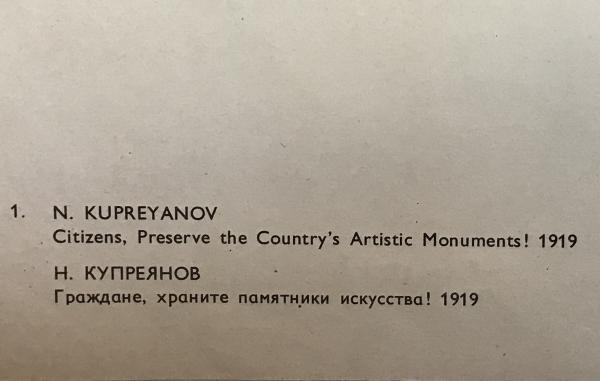 1. N. KUPREYANOV
Citizens, Preserve the Country's Artistic Monuments! 1919
Н. КУПРЕЯНОВ
Граждане, храните памятники искусства! 1919